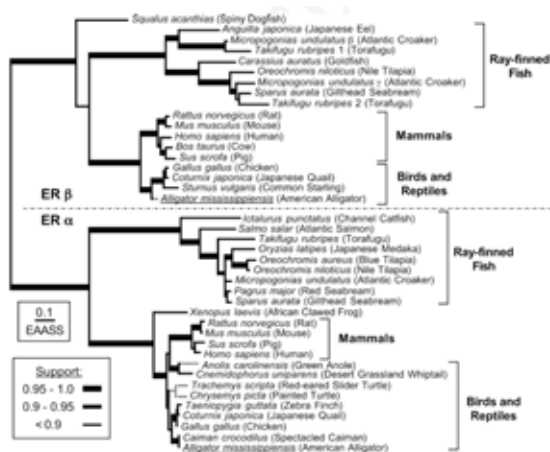 Squalus acanthias (Spiny Dogfish)
Anguilla japonica (Japanese Eel)
Micropogonias undulatus β (Atlantic Croaker)
Takifugu rubripes 1 (Torafugu)
Carassius auratus (Goldfish)
Oreochromis niloticus (Nile Tilapia)
Micropogonias undulatus γ (Atlantic Croaker)
Sparus aurata (Gilthead Seabream)
Takifugu rubripes 2 (Torafugu)
Ray-finned
Fish
Rattus norvegicus (Rat)
Mus musculus (Mouse)
Homo sapiens (Human)
Bos taurus (Cow)
Sus scrofa (Pig)
Mammals
Gallus gallus (Chicken)
Coturnix japonica (Japanese Quail)
Sturnus vulgaris (Common Starling)
Alligator mississippiensis (American Alligator)
Birds and
Reptiles
ER β
ER α
Ictalurus punctatus (Channel Catfish)
Salmo salar (Atlantic Salmon)
Takifugu rubripes (Torafugu)
Oryzias latipes (Japanese Medaka)
Oreochromis aureus (Blue Tilapia)
Oreochromis niloticus (Nile Tilapia)
Micropogonias undulatus (Atlantic Croaker)
Pagrus major (Red Seabream)
Sparus aurata (Gilthead Seabream)
Ray-finned
Fish
0.1
EAASS
Xenopus laevis (African Clawed Frog)
Rattus norvegicus (Rat)
Mus musculus (Mouse)
Sus scrofa (Pig)
Homo sapiens (Human)
Mammals
Anolis carolinensis (Green Anole)
Cnemidophorus uniparens (Desert Grassland Whiptail)
Trachemys scripta (Red-eared Slider Turtle)
Chrysemys picta (Painted Turtle)
Taeniopygia guttata (Zebra Finch)
Coturnix japonica (Japanese Quail)
Gallus gallus (Chicken)
Caiman crocodilus (Spectacled Caiman)
Alligator mississippiensis (American Alligator)
Birds and
Reptiles
Support:
0.95 - 1.0
0.9 - 0.95
<0.9